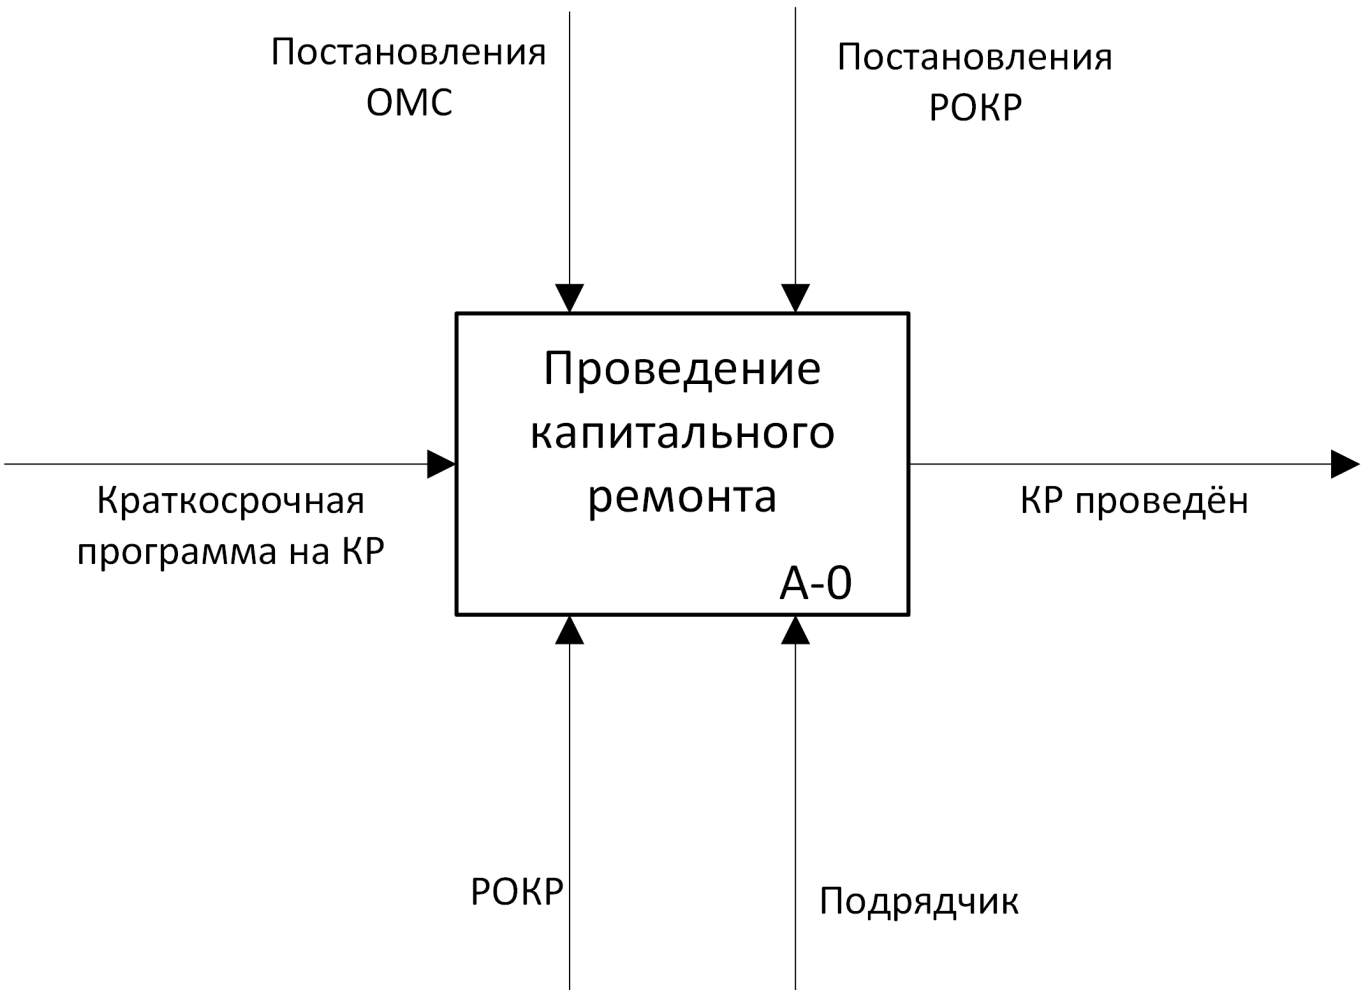 Постановления
ОМС
Постановления
РОКР
Проведение
капитального
ремонта
А-0
Краткосрочная
программа на КР
КР проведён
РОКР
Подрядчик